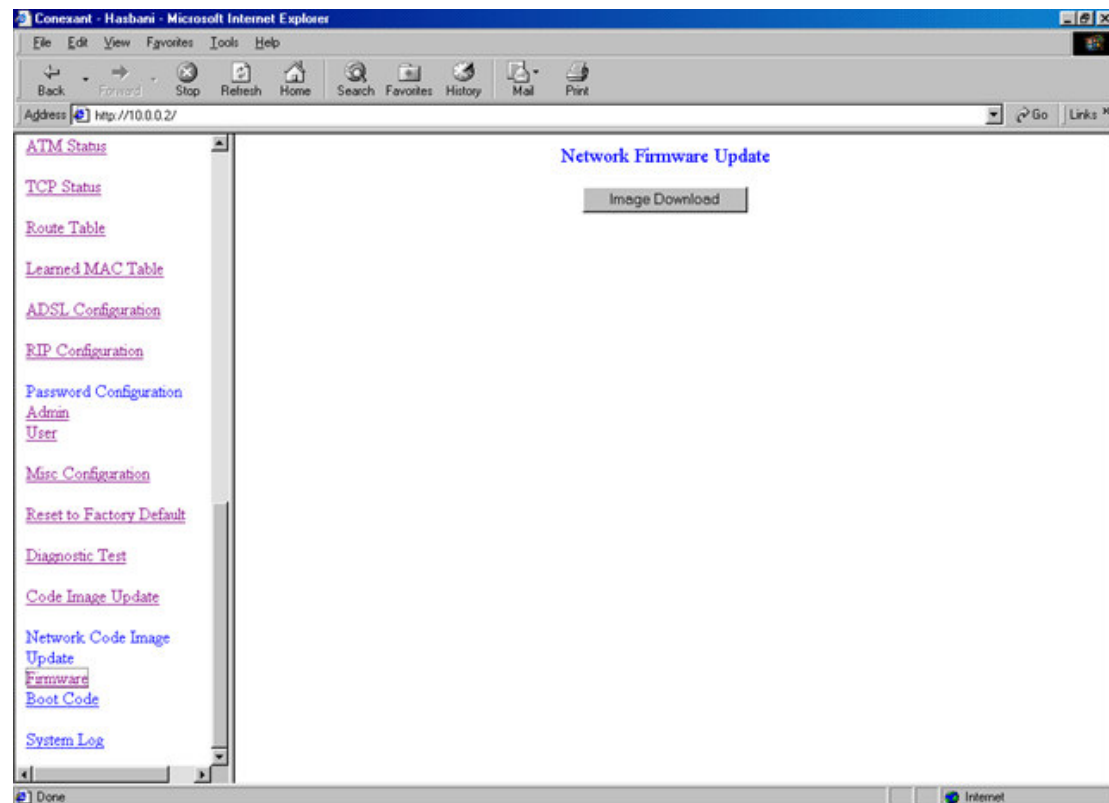 Conexant - Hasbani - Microsoft Internet Explorer
File Edit View Favorites Tools Help
Back Forward Stop Refresh Home Search Favorites History Mail Print
Address http://10.0.0.2/ Go Links »
ATM Status
TCP Status
Route Table
Learned MAC Table
ADSL Configuration
RIP Configuration
Password Configuration
Admin
User
Misc Configuration
Reset to Factory Default
Diagnostic Test
Code Image Update
Network Code Image
Update
Firmware
Boot Code
System Log
Network Firmware Update
Image Download
Done Internet